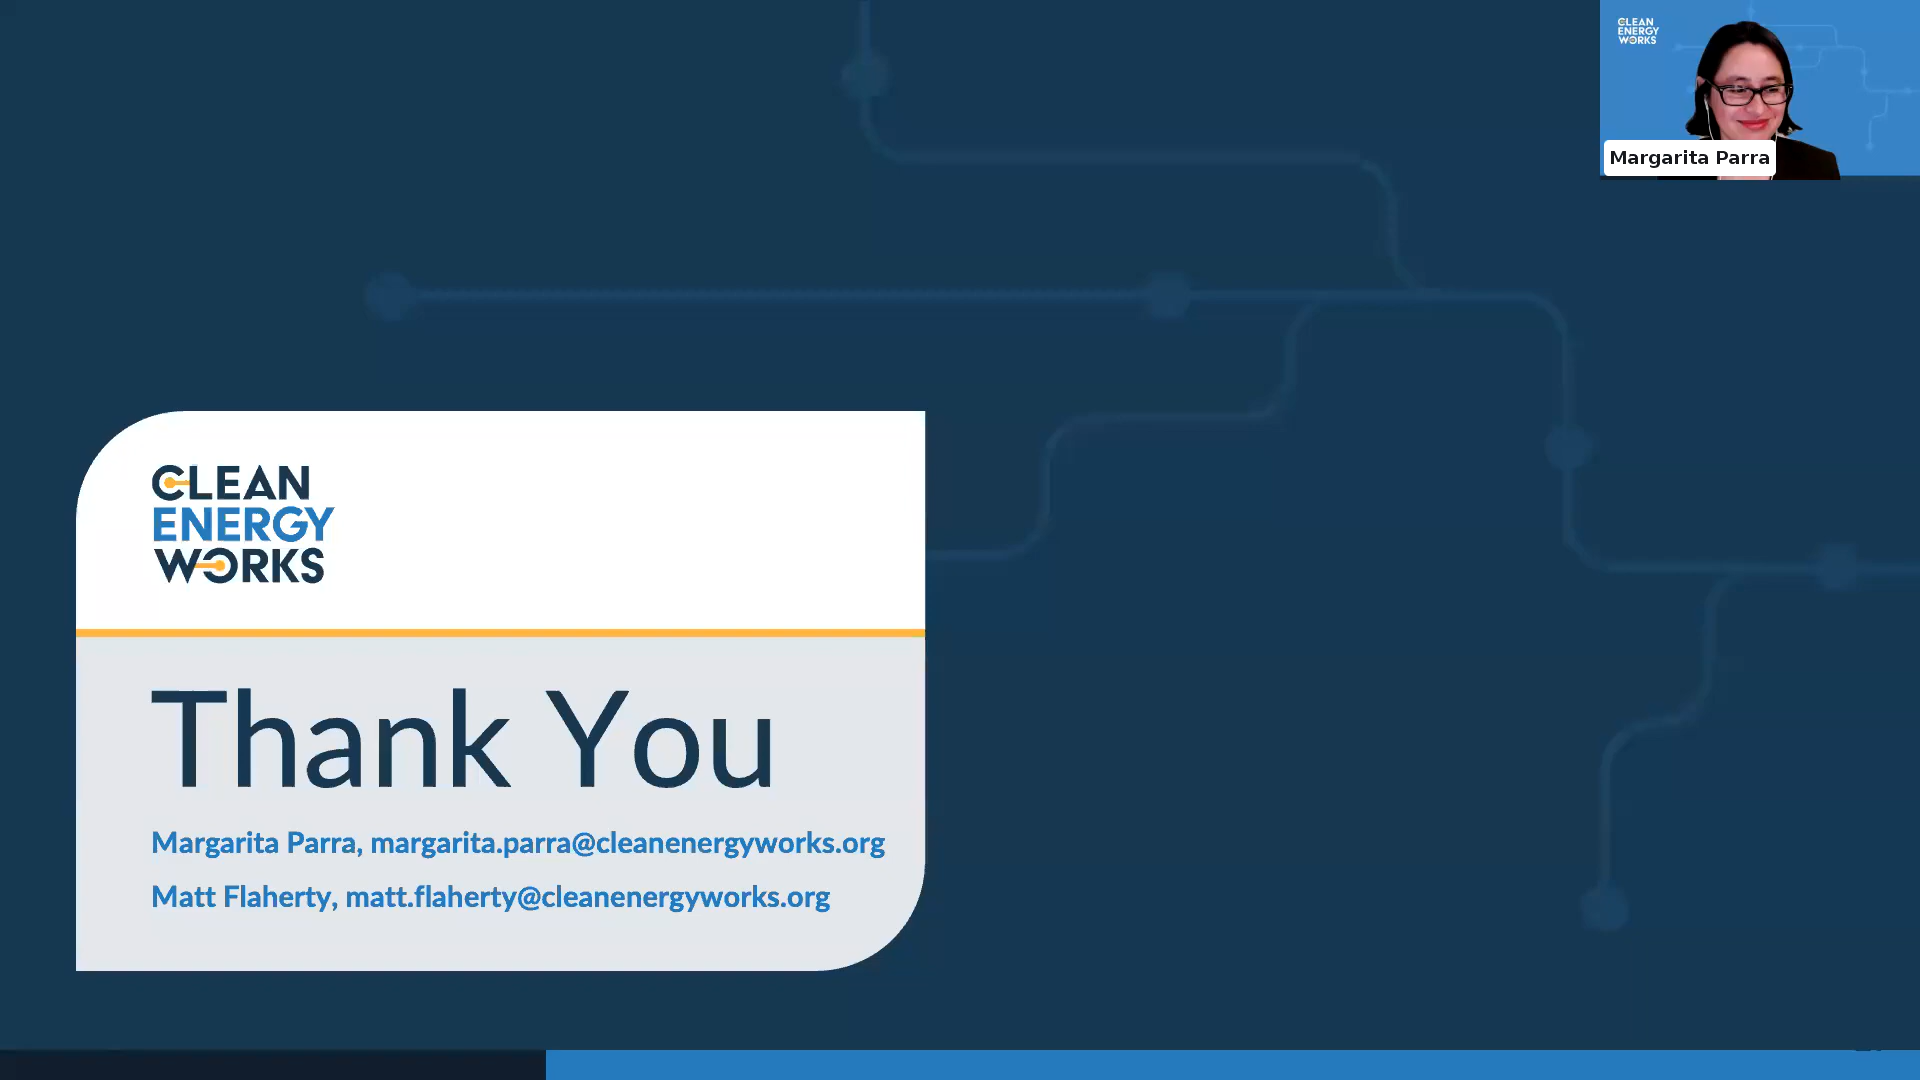 CLEAN
ENERGY
WORKS
Margarita Parra
CLEAN
ENERGY
WORKS
Thank You
Margarita Parra, margarita.parra@cleanenergyworks.org
Matt Flaherty, matt.flaherty@cleanenergyworks.org